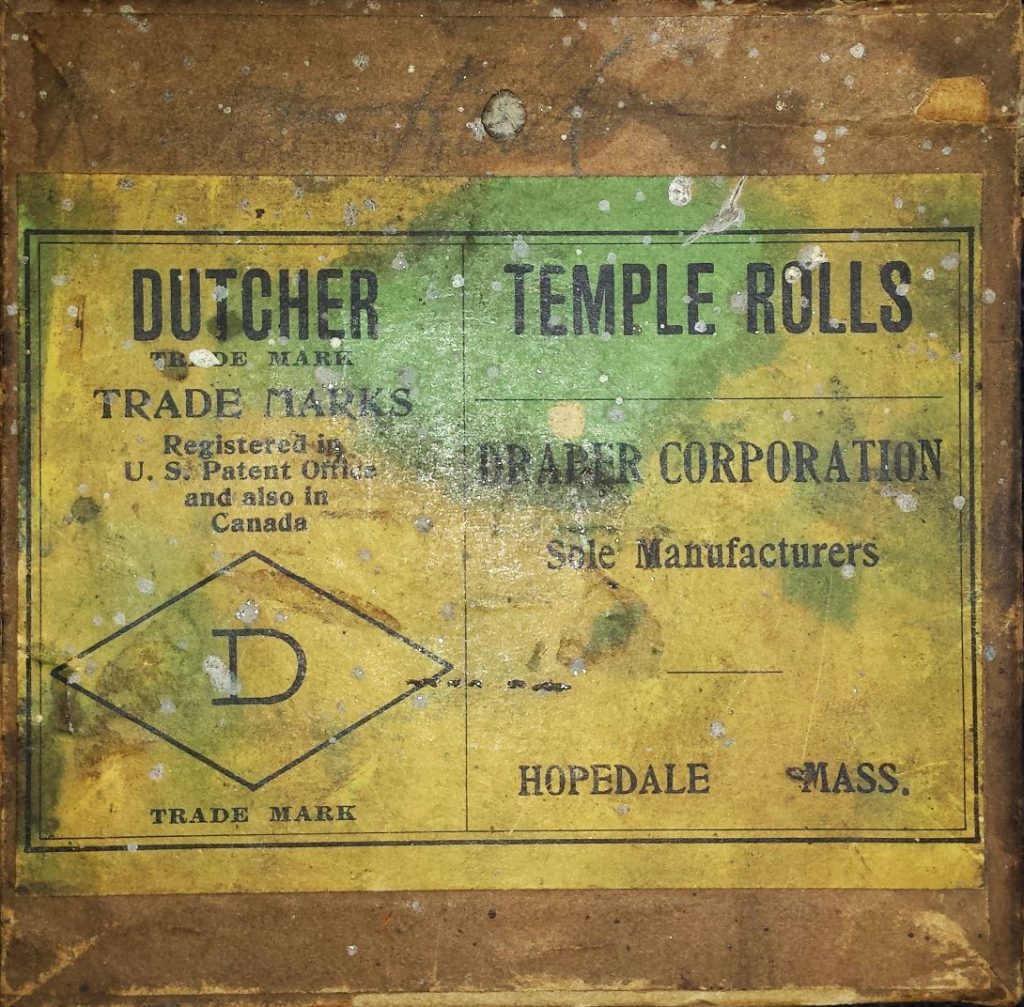 DUTCHER
TRADE MARK
TRADE MARKS
Registered in
U. S. Patent Office
and also in
Canada
D
TRADE MARK
TEMPLE ROLLS
DRAPER CORPORATION
Sole Manufacturers
HOPEDALE MASS.